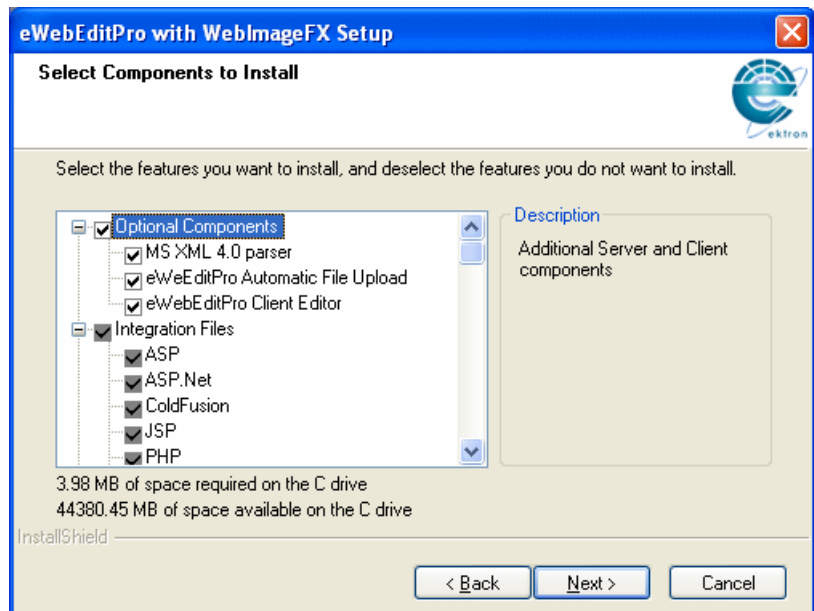 eWebEditPro with WebImageFX Setup
Select Components to Install
ektron
Select the features you want to install, and deselect the features you do not want to install.
Optional Components
MS XML 4.0 parser
eWeEditPro Automatic File Upload
eWebEditPro Client Editor
Integration Files
ASP
ASP.Net
ColdFusion
JSP
PHP
Description
Additional Server and Client
components
3.98 MB of space required on the C drive
44380.45 MB of space available on the C drive
InstallShield
< Back
Next >
Cancel